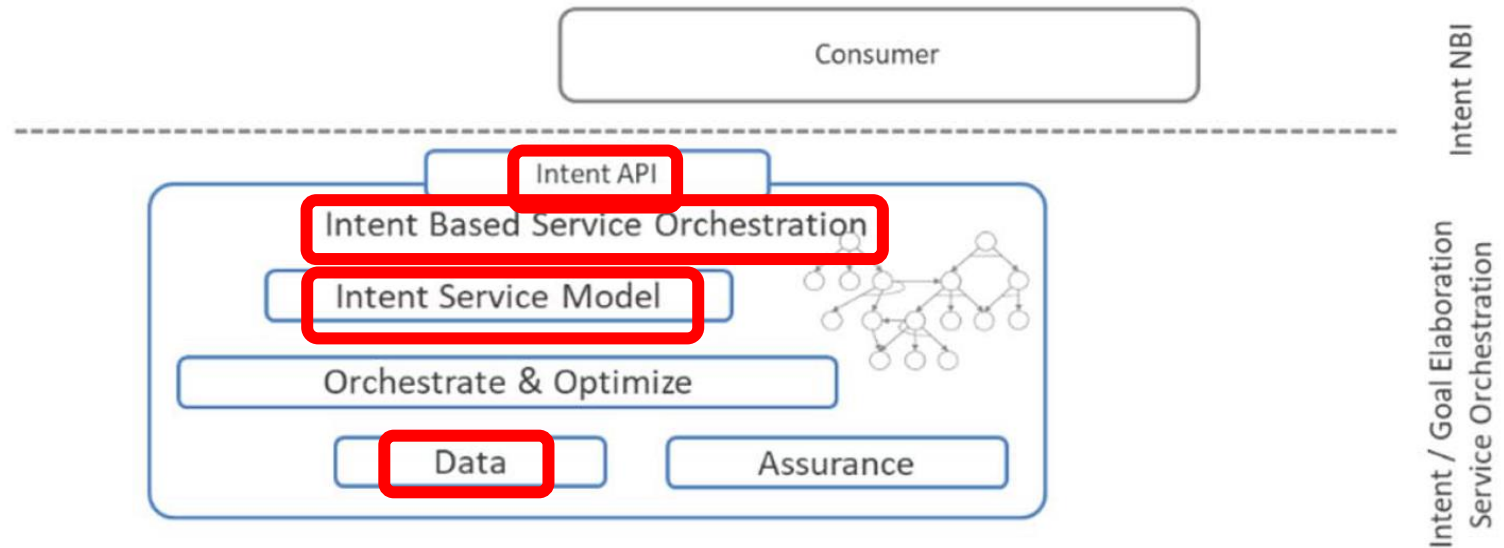 Consumer
Intent NBI
Intent API
Intent Based Service Orchestration
Intent Service Model
Orchestrate & Optimize
Data
Assurance
Intent / Goal Elaboration
Service Orchestration